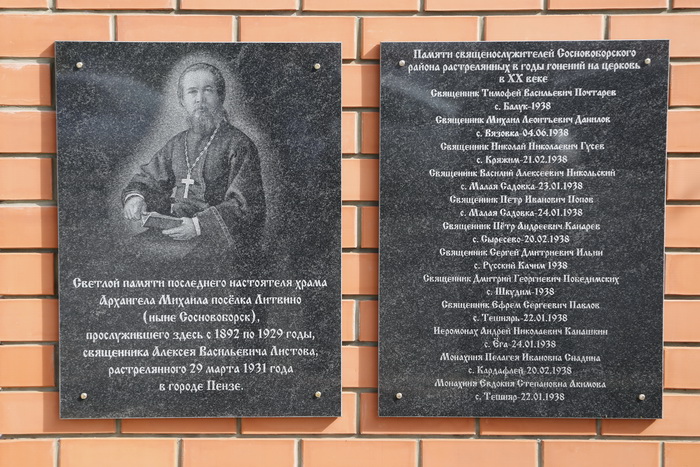 Светлой памяти последнего настоятеля храма
Архангела Михаила посёлка Литвино
(ныне Сосновоборск),
прослужившего здесь с 1892 по 1929 годы,
священника Алексея Васильевича Листова,
растрелянного 29 марта 1931 года
в городе Пензе.
Памяти священослужителей Сосновоборского
района растрелянных в годы гонений на церковь
в XX веке
Священник Тимофей Васильевич Почтарев
с. Балук-1938
Священник Михаил Леонтьевич Данилов
с. Вязовка-04.06.1938
Священник Николай Николаевич Гусев
с. Кряжим-21.02.1938
Священник Василий Алексеевич Никольский
с. Малая Садовка-23.01.1938
Священник Петр Иванович Попов
с. Малая Садовка-24.01.1938
Священник Пётр Андреевич Канарев
с. Сыресево-20.02.1938
Священник Сергей Дмитриевич Ильин
с. Русский Качим 1938
Священник Дмитрий Георгиевич Победимских
с. Шкудим-1938
Священник Ефрем Сергеевич Павлов
с. Тешнярь-22.01.1938
Иеромонах Андрей Николаевич Канашкин
с. Ега-24.01.1938
Монахиня Пелагея Ивановна Спадина
с. Кардафлей-20.02.1938
Монахиня Евдокия Степановна Акимова
с. Тешняр-22.01.1938